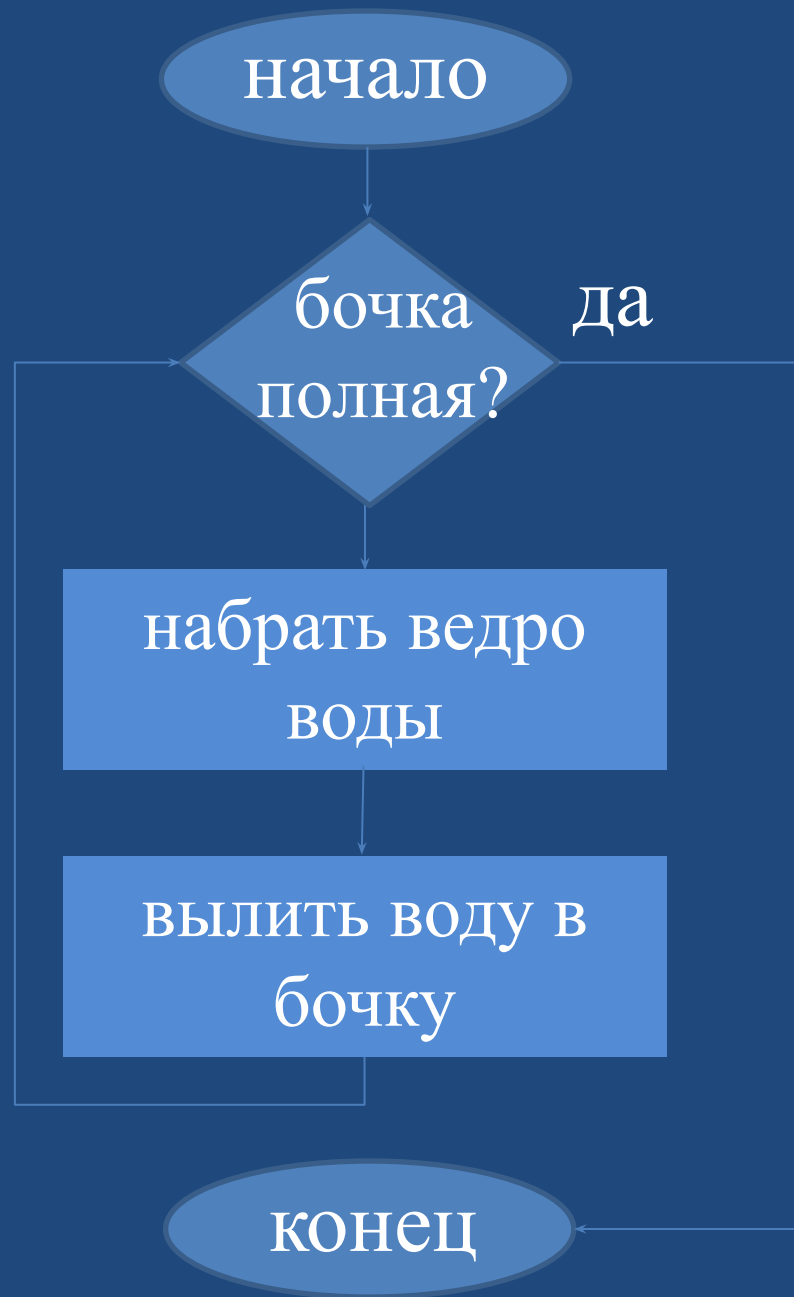 начало
бочка
да
полная?
набрать ведро
воды
вылить воду в
бочку
конец